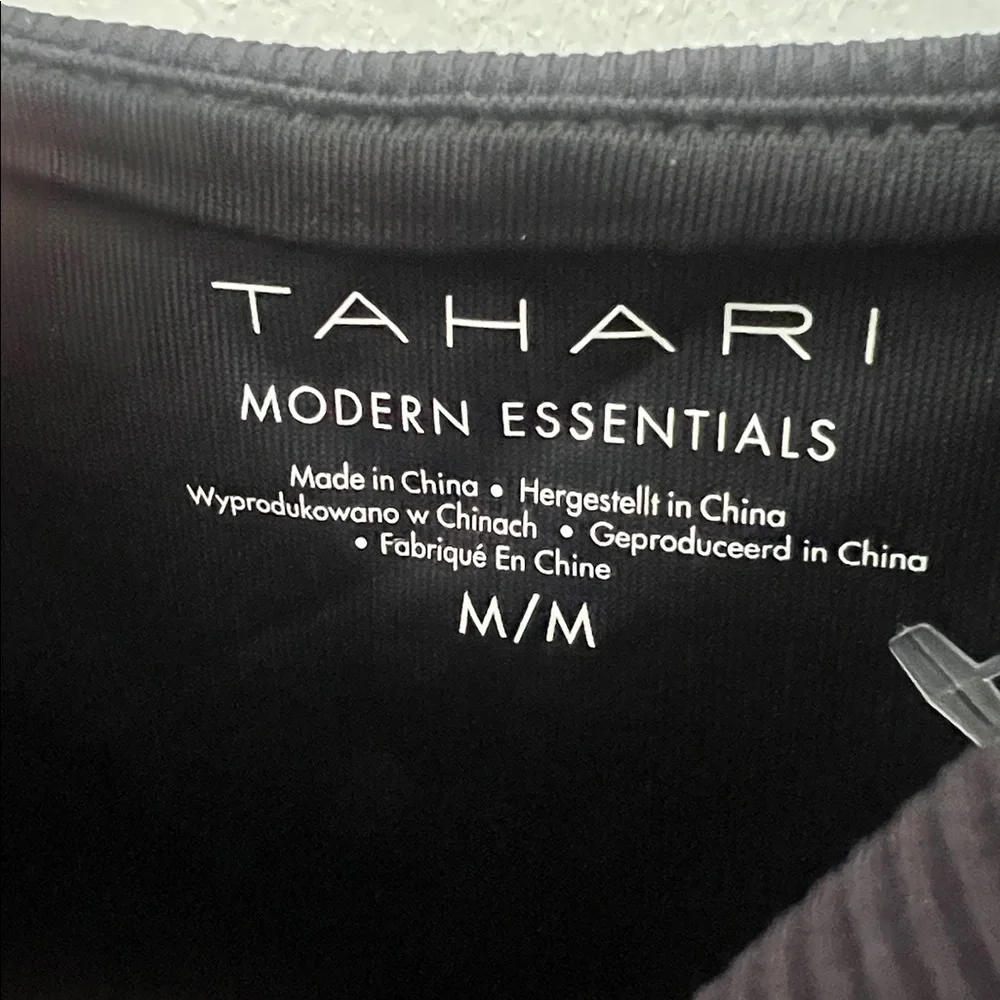 TAHARI
MODERN ESSENTIALS
Made in China • Hergestellt in China
Wyprodukowano w Chinach • Geproduceerd in China
• Fabriqué En Chine
M/M